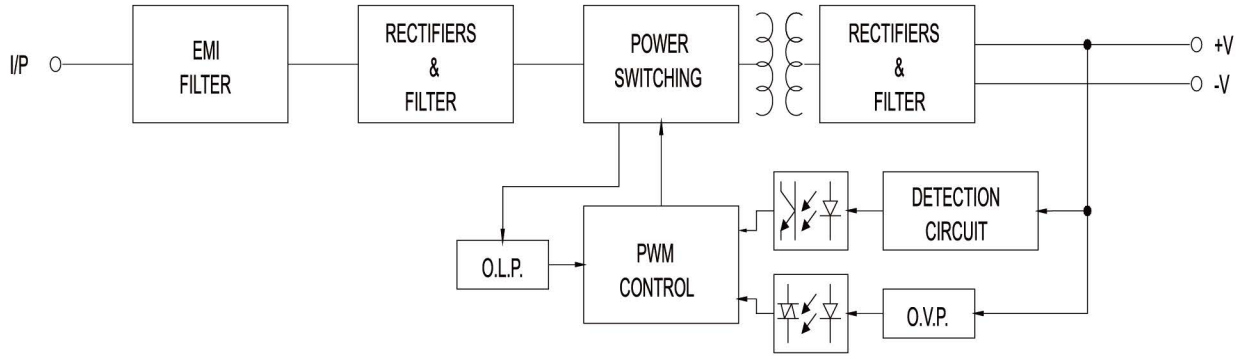 I/P
EMI
FILTER
RECTIFIERS
&
FILTER
POWER
SWITCHING
RECTIFIERS
&
FILTER
+V
-V
O.L.P.
PWM
CONTROL
DETECTION
CIRCUIT
O.V.P.